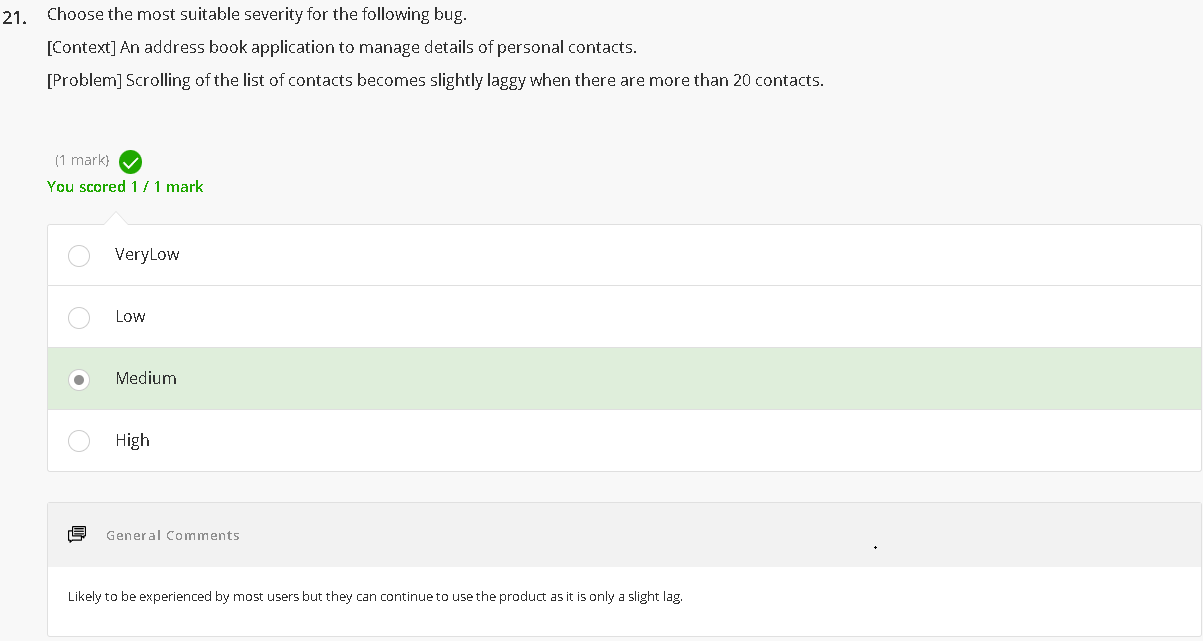 21. Choose the most suitable severity for the following bug.
[Context] An address book application to manage details of personal contacts.
[Problem] Scrolling of the list of contacts becomes slightly laggy when there are more than 20 contacts.
(1 mark)
You scored 1 / 1 mark
VeryLow
Low
Medium
High
General Comments
Likely to be experienced by most users but they can continue to use the product as it is only a slight lag.